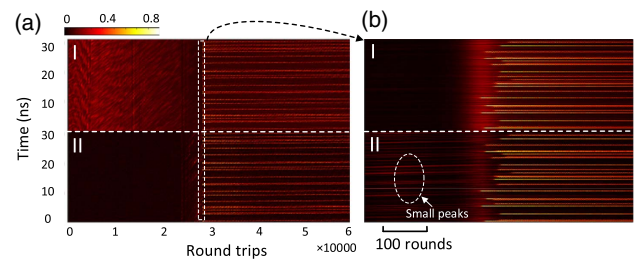 (a)
0 0.4 0.8
(b)
30
20
10
30
20
10
0
Time (ns)
I
II
0 1 2 3 4 5 6
×10000
Round trips
I
II
Small peaks
100 rounds